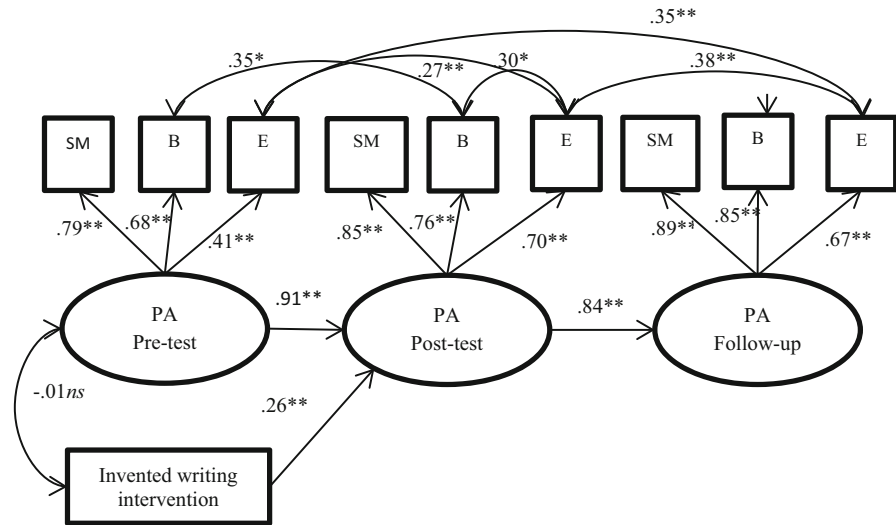 .35**
.35*
.27**
.30*
.38**
SM
B
E
SM
B
E
SM
B
E
.79**
.68**
.41**
.85**
.76**
.70**
.89**
.85**
.67**
PA
Pre-test
.91**
PA
Post-test
.84**
PA
Follow-up
-.01ns
.26**
Invented writing
intervention